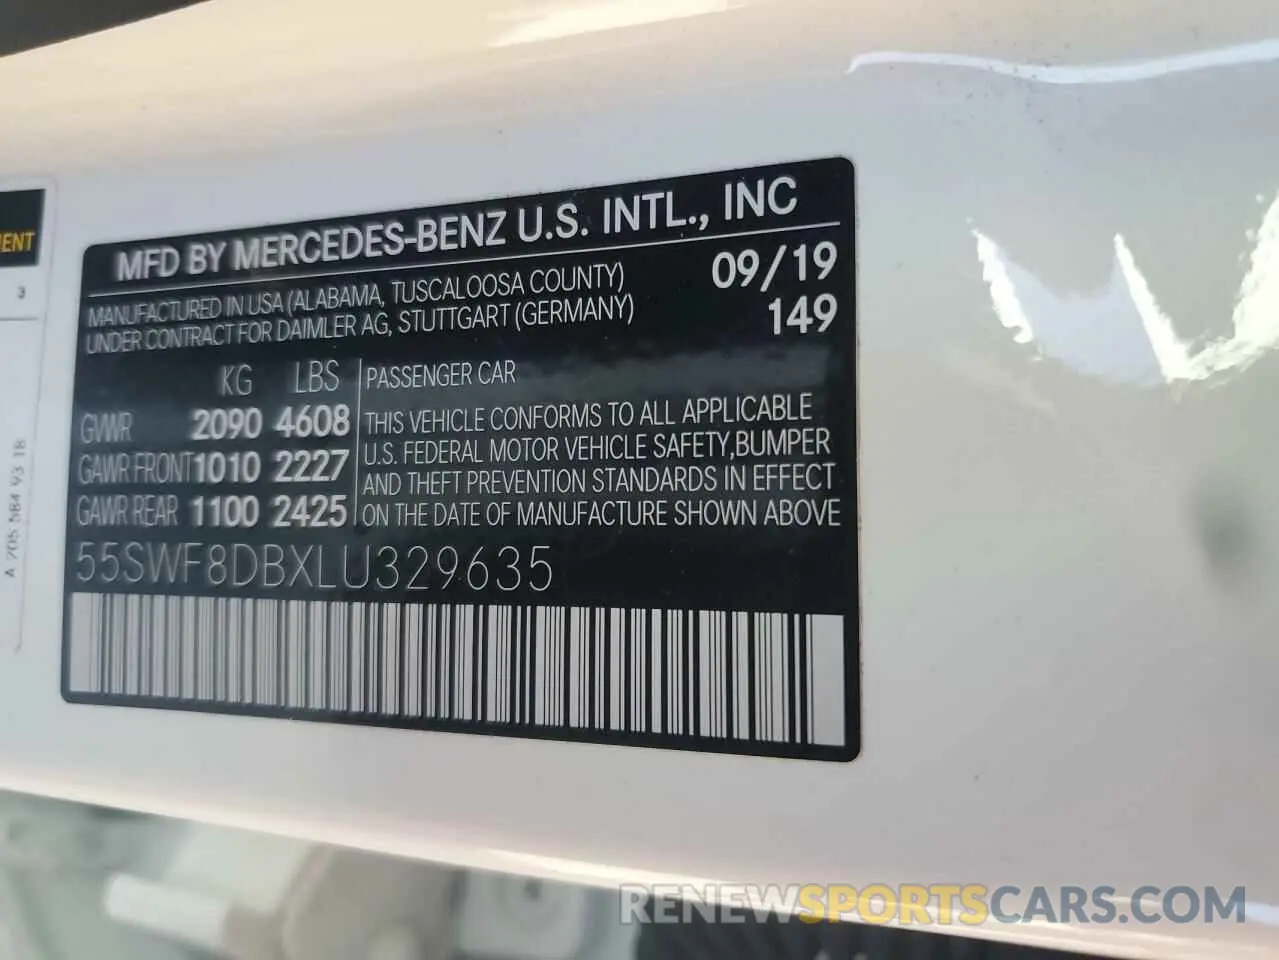 MENT
3
A 205 584 93 18
MFD BY MERCEDES-BENZ U.S. INTL., INC
MANUFACTURED IN USA (ALABAMA, TUSCALOOSA COUNTY) 09/19
UNDER CONTRACT FOR DAIMLER AG, STUTTGART (GERMANY) 149
KG LBS PASSENGER CAR
GVWR 2090 4608 THIS VEHICLE CONFORMS TO ALL APPLICABLE
U.S. FEDERAL MOTOR VEHICLE SAFETY,BUMPER
GAWR FRONT 1010 2227 AND THEFT PREVENTION STANDARDS IN EFFECT
GAWR REAR 1100 2425 ON THE DATE OF MANUFACTURE SHOWN ABOVE
55SWF8DBXLU329635
RENEWSPORTSCARS.COM